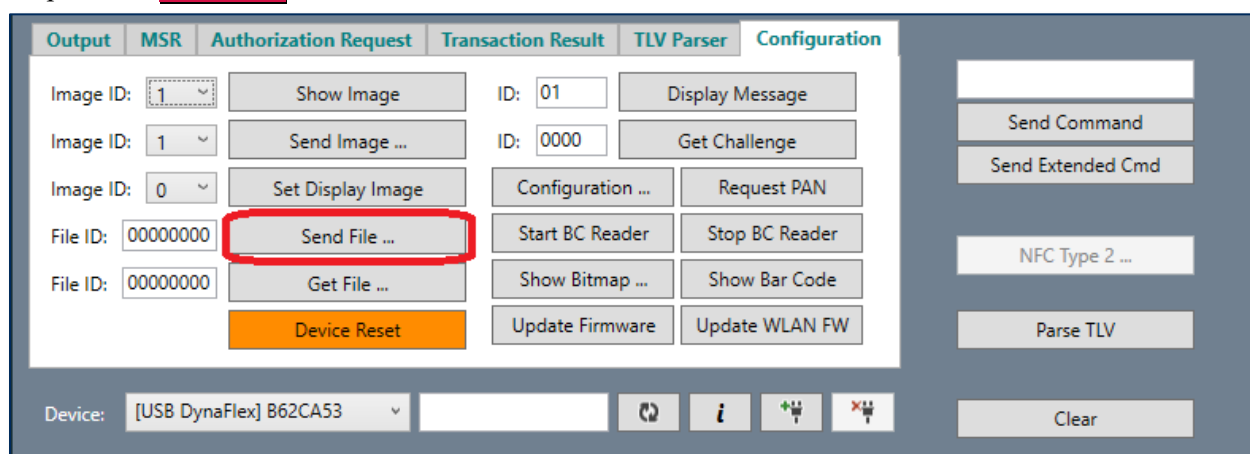 Output MSR Authorization Request Transaction Result TLV Parser Configuration
Image ID: 1 Show Image ID: 01 Display Message
Image ID: 1 Send Image ... ID: 0000 Get Challenge
Image ID: 0 Set Display Image Configuration ... Request PAN
File ID: 00000000 Send File ... Start BC Reader Stop BC Reader
File ID: 00000000 Get File ... Show Bitmap ... Show Bar Code
Device Reset Update Firmware Update WLAN FW
Send Command
Send Extended Cmd
NFC Type 2 ...
Parse TLV
Device: [USB DynaFlex] B62CA53 i
Clear